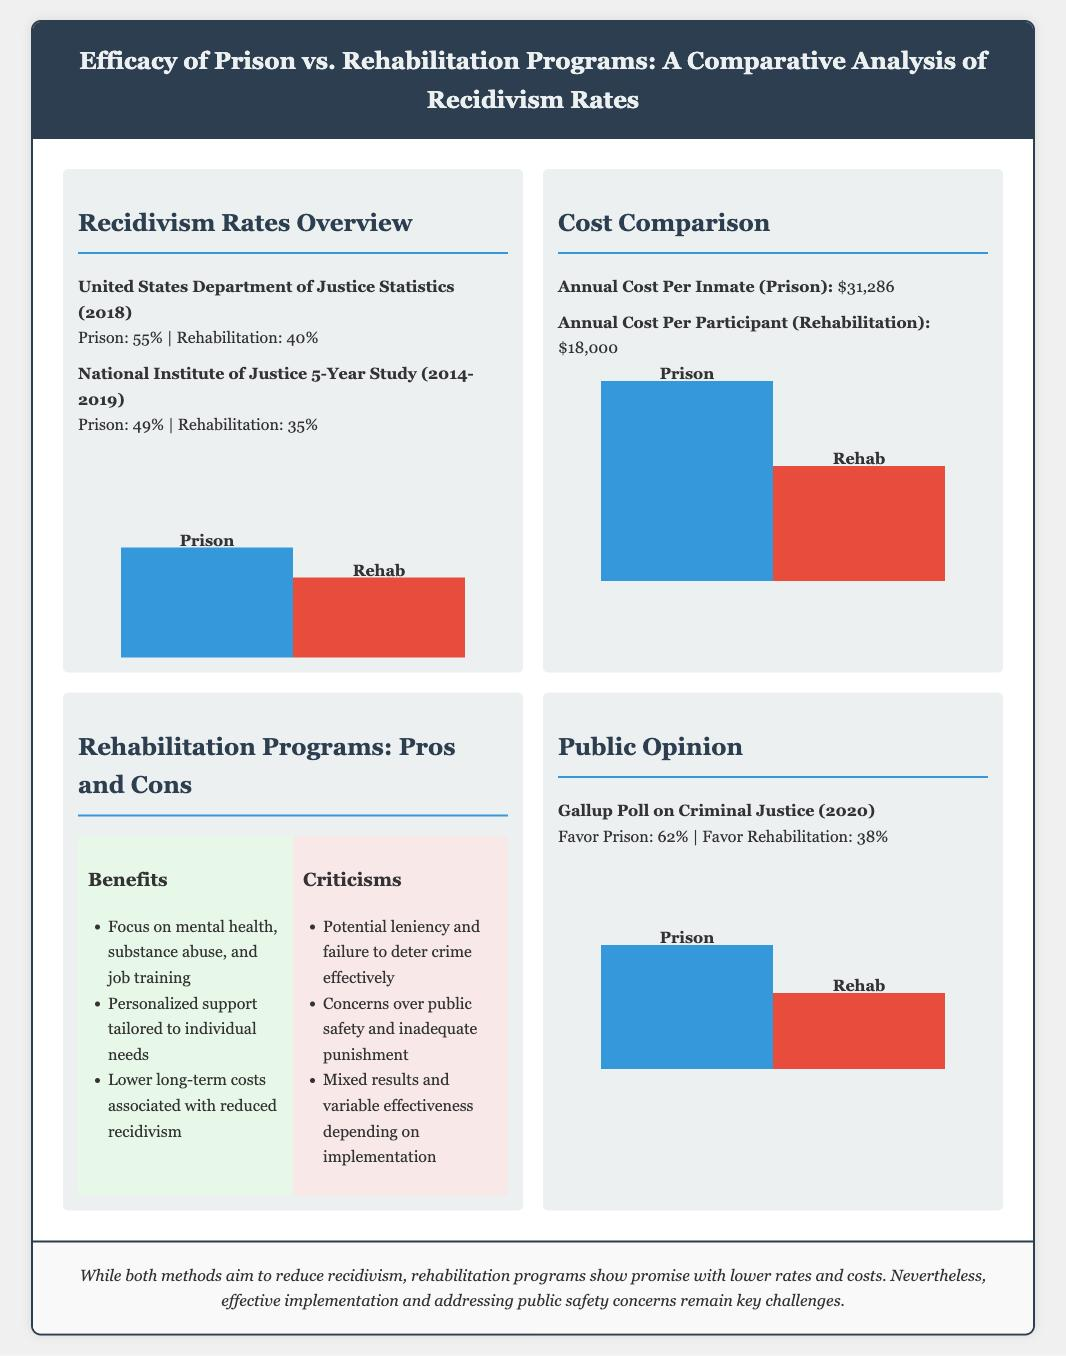 Efficacy of Prison vs. Rehabilitation Programs: A Comparative Analysis of
Recidivism Rates
Recidivism Rates Overview
United States Department of Justice Statistics
(2018)
Prison: 55% | Rehabilitation: 40%
National Institute of Justice 5-Year Study (2014-
2019)
Prison: 49% | Rehabilitation: 35%
Prison
Rehab
Cost Comparison
Annual Cost Per Inmate (Prison): $31,286
Annual Cost Per Participant (Rehabilitation):
$18,000
Prison
Rehab
Rehabilitation Programs: Pros
and Cons
Benefits
• Focus on mental health,
substance abuse, and
job training
• Personalized support
tailored to individual
needs
• Lower long-term costs
associated with reduced
recidivism
Criticisms
• Potential leniency and
failure to deter crime
effectively
• Concerns over public
safety and inadequate
punishment
• Mixed results and
variable effectiveness
depending on
implementation
Public Opinion
Gallup Poll on Criminal Justice (2020)
Favor Prison: 62% | Favor Rehabilitation: 38%
Prison
Rehab
While both methods aim to reduce recidivism, rehabilitation programs show promise with lower rates and costs. Nevertheless,
effective implementation and addressing public safety concerns remain key challenges.